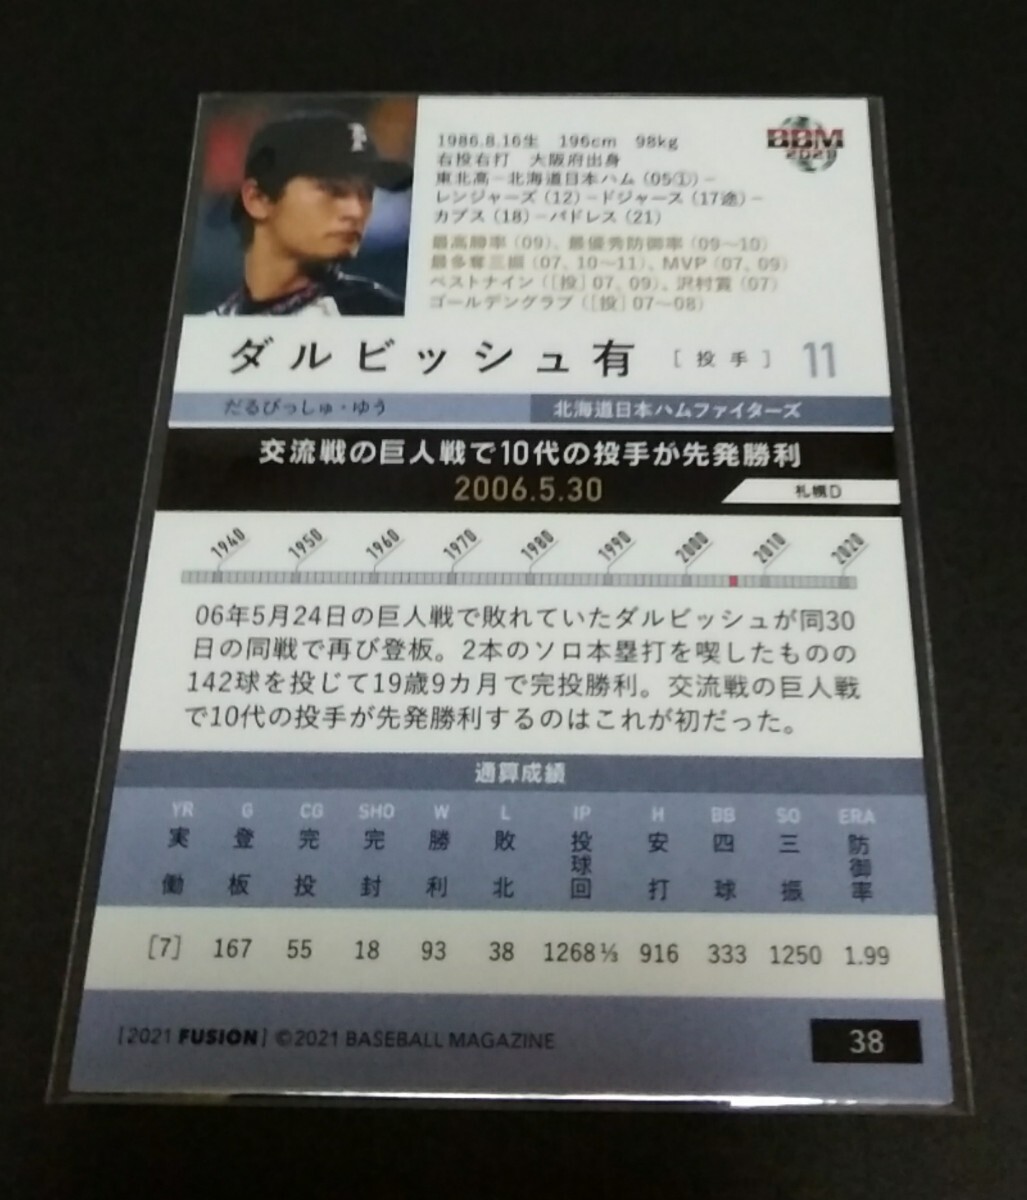 1986.8.16生 196cm 98kg
右投右打 大阪府出身
東北高−北海道日本ハム（05①）−
レンジャーズ（12）−ドジャース（17途）−
カブス（18）−パドレス（21）
最高勝率（09）、最優秀防御率（09〜10）
最多奪三振（07、10〜11）、MVP（07、09）
ベストナイン（［投］07、09）、沢村賞（07）
ゴールデングラブ（［投］07〜08）
BBM
2021
ダルビッシュ有 ［投手］ 11
だるびっしゅ・ゆう 北海道日本ハムファイターズ
交流戦の巨人戦で10代の投手が先発勝利
2006.5.30
札幌D
1940 1950 1960 1970 1980 1990 2000 2010 2020
06年5月24日の巨人戦で敗れていたダルビッシュが同30
日の同戦で再び登板。2本のソロ本塁打を喫したものの
142球を投じて19歳9カ月で完投勝利。交流戦の巨人戦
で10代の投手が先発勝利するのはこれが初だった。
通算成績
YR G CG SHO W L IP H BB SO ERA
実働 登板 完投 完封 勝利 敗北 投球回 安打 四球 三振 防御率
［7］ 167 55 18 93 38 1268⅓ 916 333 1250 1.99
［2021 FUSION］©2021 BASEBALL MAGAZINE
38